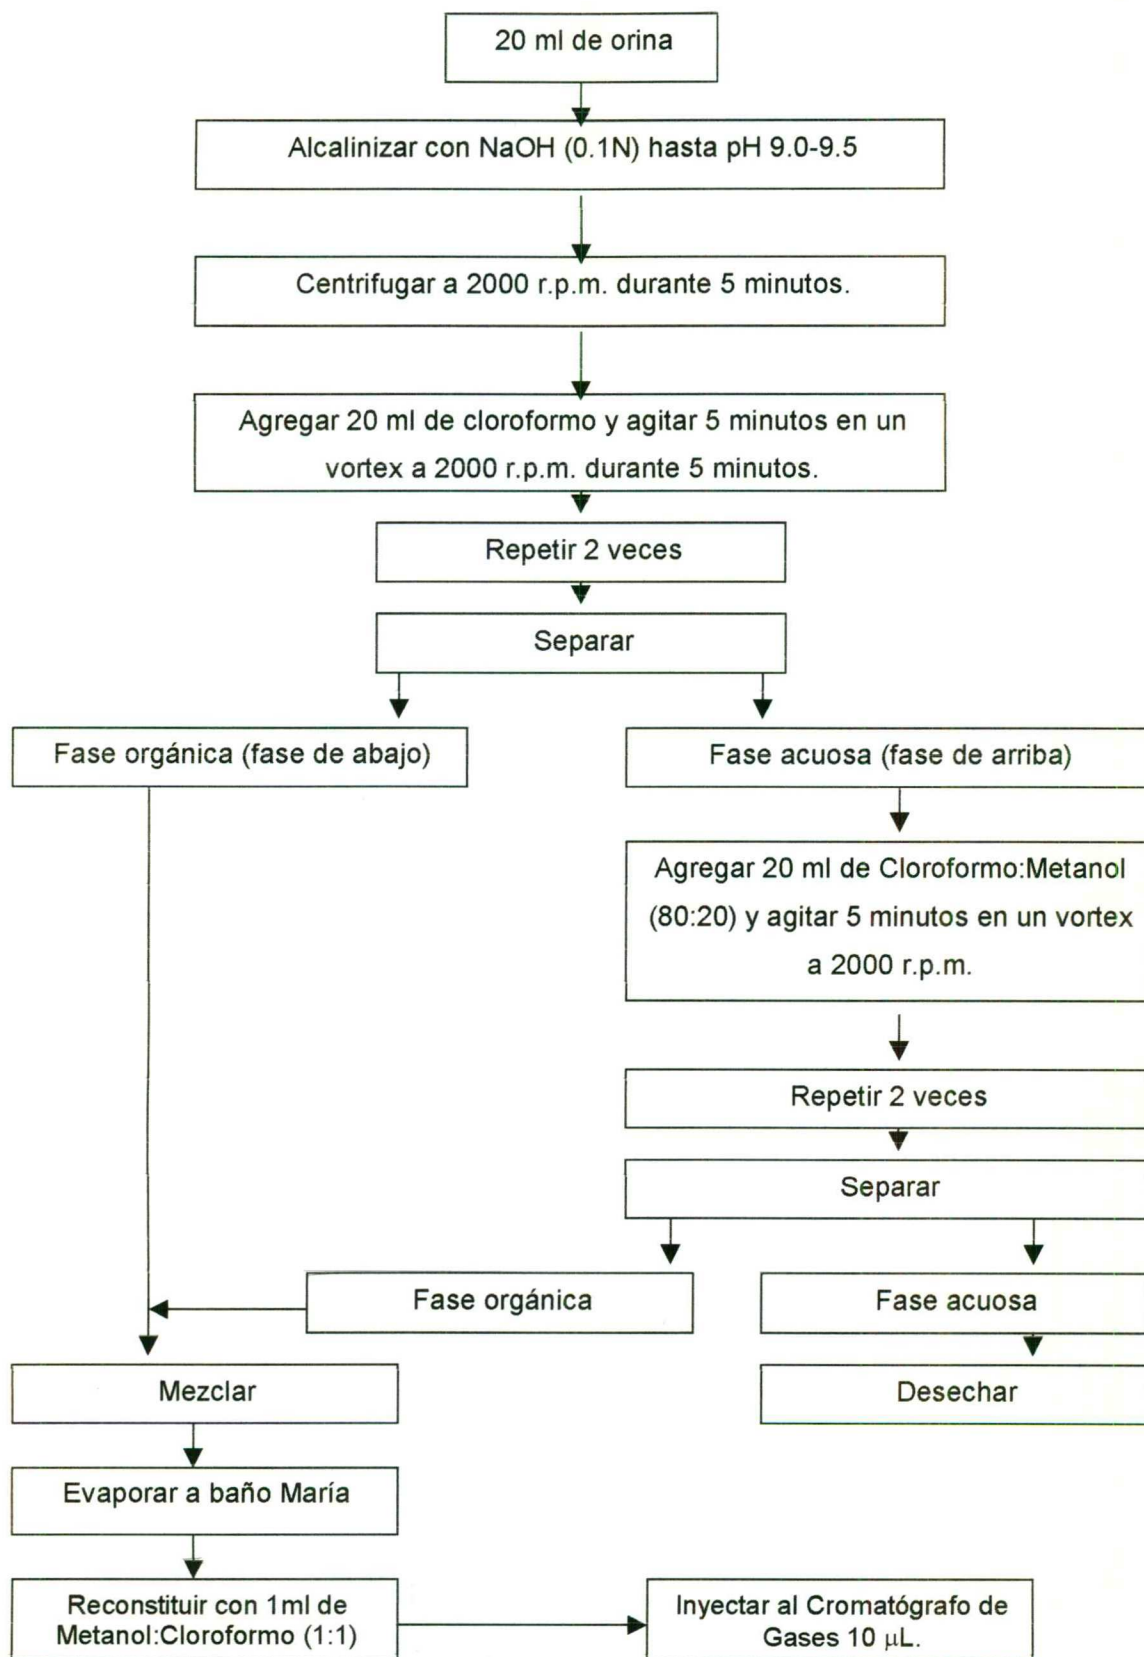 20 ml de orina
Alcalinizar con NaOH (0.1N) hasta pH 9.0-9.5
Centrifugar a 2000 r.p.m. durante 5 minutos.
Agregar 20 ml de cloroformo y agitar 5 minutos en un
vortex a 2000 r.p.m. durante 5 minutos.
Repetir 2 veces
Separar
Fase orgánica (fase de abajo)
Fase acuosa (fase de arriba)
Agregar 20 ml de Cloroformo:Metanol
(80:20) y agitar 5 minutos en un vortex
a 2000 r.p.m.
Repetir 2 veces
Separar
Fase orgánica
Fase acuosa
Mezclar
Desechar
Evaporar a baño María
Reconstituir con 1ml de
Metanol:Cloroformo (1:1)
Inyectar al Cromatógrafo de
Gases 10 μL.